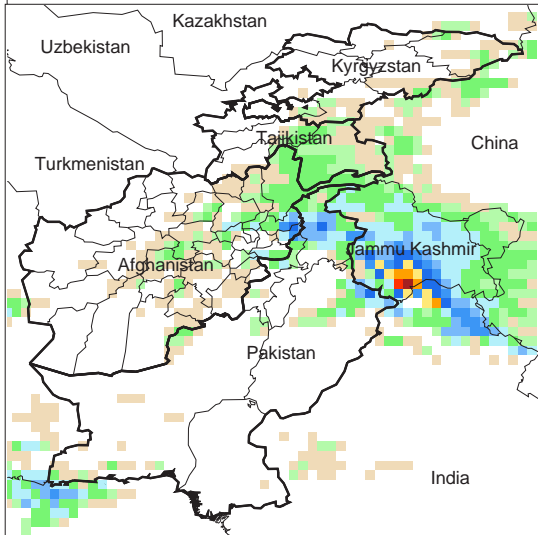 Kazakhstan
Uzbekistan
Kyrgyzstan
Tajikistan
China
Turkmenistan
Jammu Kashmir
Afghanistan
Pakistan
India